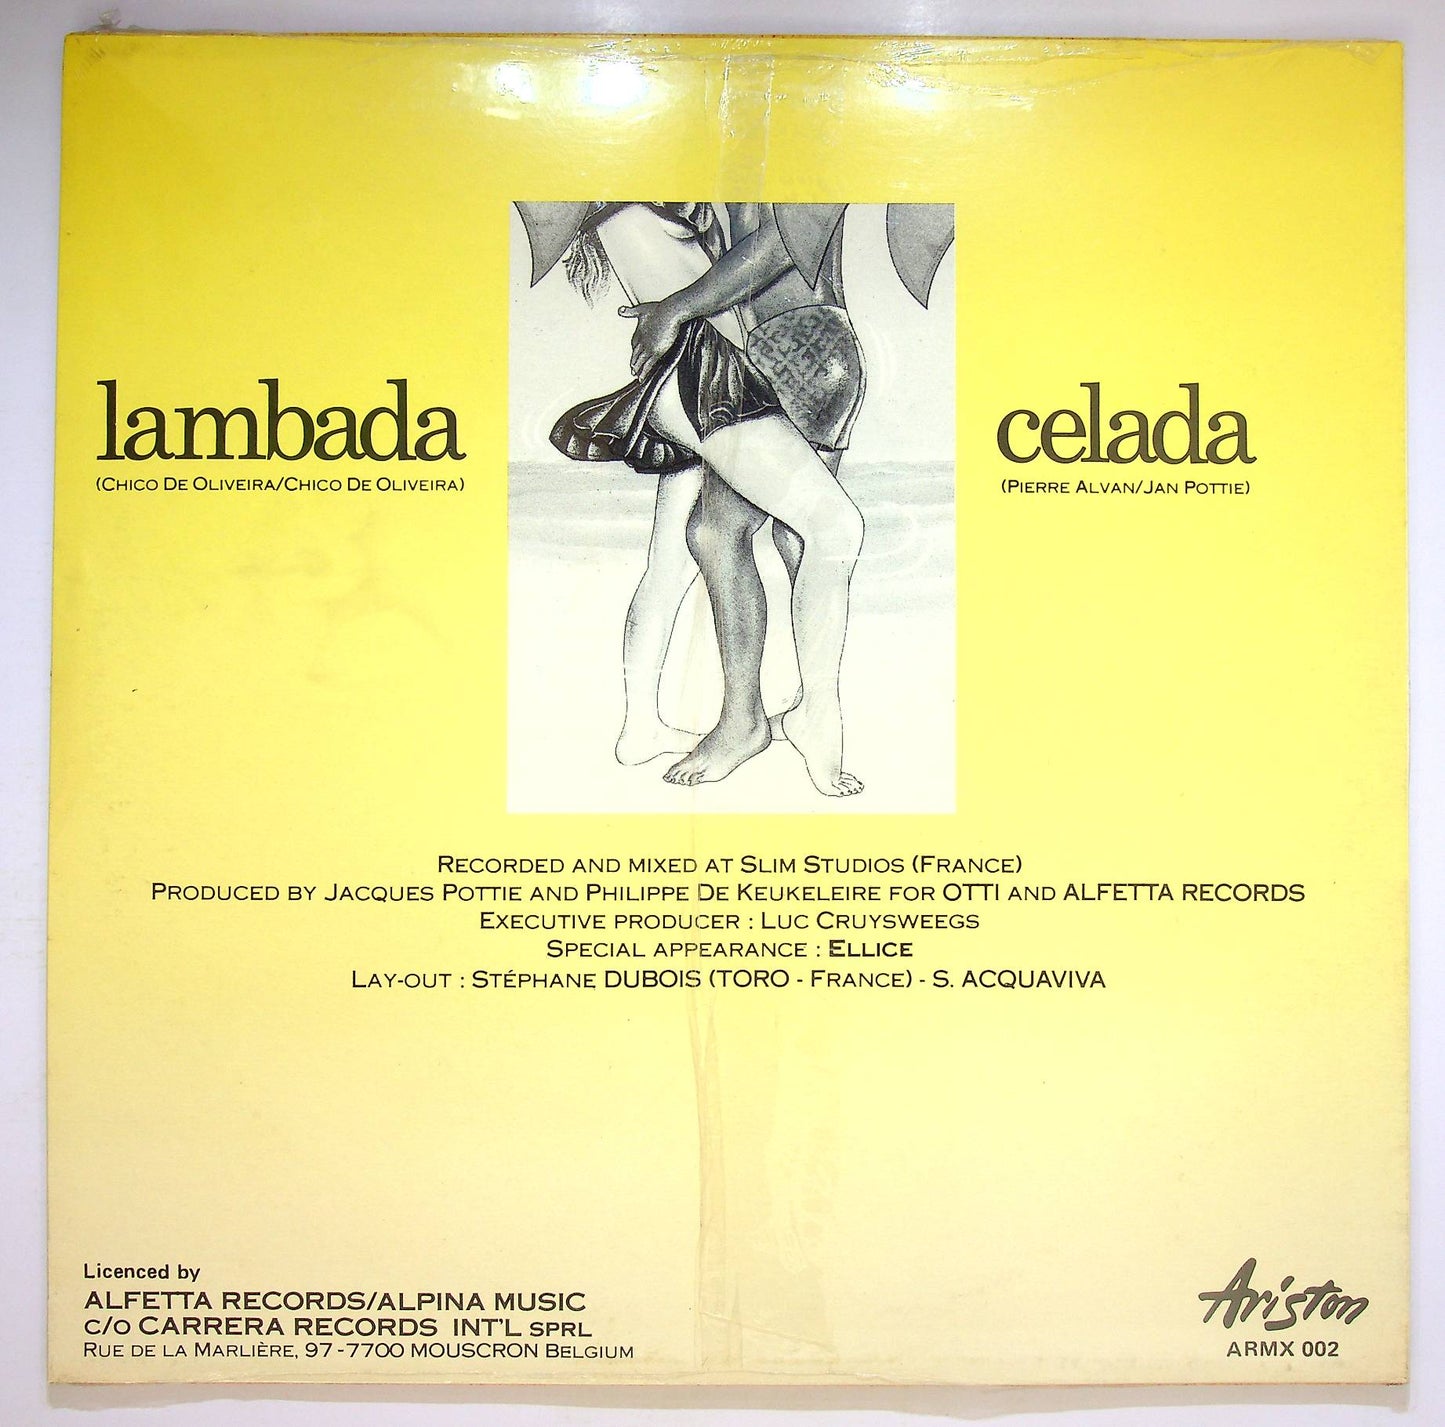 lambada
(Chico De Oliveira/Chico De Oliveira)
celada
(Pierre Alvan/Jan Pottie)
Recorded and mixed at Slim Studios (France)
Produced by Jacques Pottie and Philippe De Keukeleire for OTTI and ALFETTA RECORDS
Executive producer : Luc Cruysweegs
Special appearance : Ellice
Lay-out : Stéphane DUBOIS (TORO - France) - S. ACQUAVIVA
Licenced by
ALFETTA RECORDS/ALPINA MUSIC
c/o CARRERA RECORDS INT'L SPRL
Rue de la Marlière, 97-7700 MOUSCRON Belgium
Ariston
ARMX 002